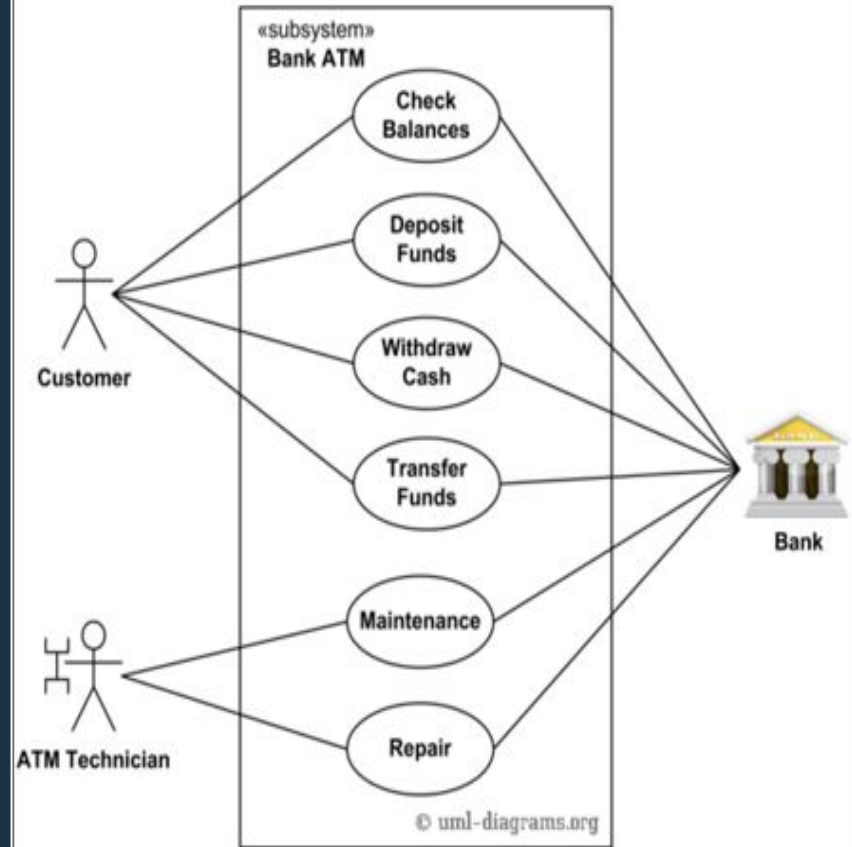 «subsystem»
Bank ATM
Check
Balances
Deposit
Funds
Withdraw
Cash
Customer
Transfer
Funds
Bank
Maintenance
Repair
ATM Technician
© uml-diagrams.org